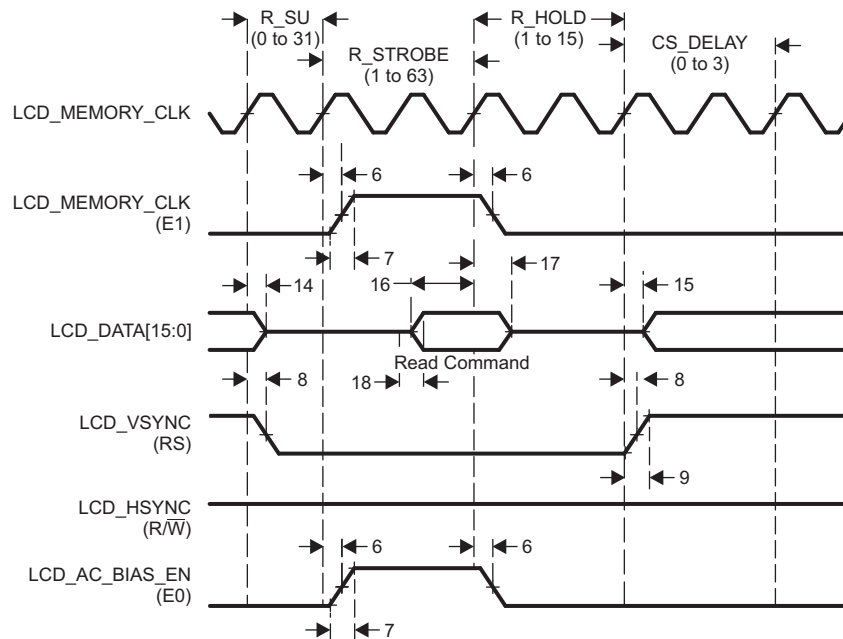 R_SU
(0 to 31)
R_HOLD
(1 to 15)
R_STROBE
(1 to 63)
CS_DELAY
(0 to 3)
LCD_MEMORY_CLK
6
6
LCD_MEMORY_CLK
(E1)
7
17
14
16
15
LCD_DATA[15:0]
Read Command
18
8
8
LCD_VSYNC
(RS)
9
LCD_HSYNC
(R/W̅)
6
6
LCD_AC_BIAS_EN
(E0)
7